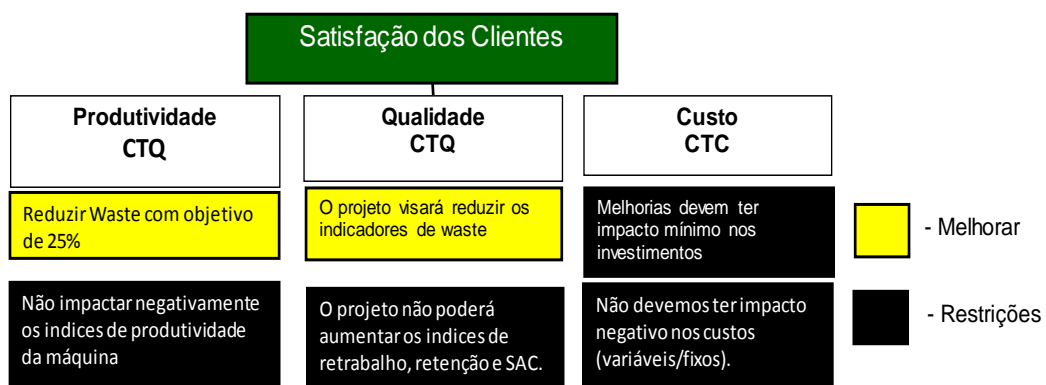 Satisfação dos Clientes
Produtividade
CTQ
Qualidade
CTQ
Custo
CTC
Reduzir Waste com objetivo
de 25%
O projeto visará reduzir os
indicadores de waste
Melhorias devem ter
impacto mínimo nos
investimentos
- Melhorar
Não impactar negativamente
os indices de produtividade
da máquina
O projeto não poderá
aumentar os indices de
retrabalho, retenção e SAC.
Não devemos ter impacto
negativo nos custos
(variáveis/fixos).
- Restrições